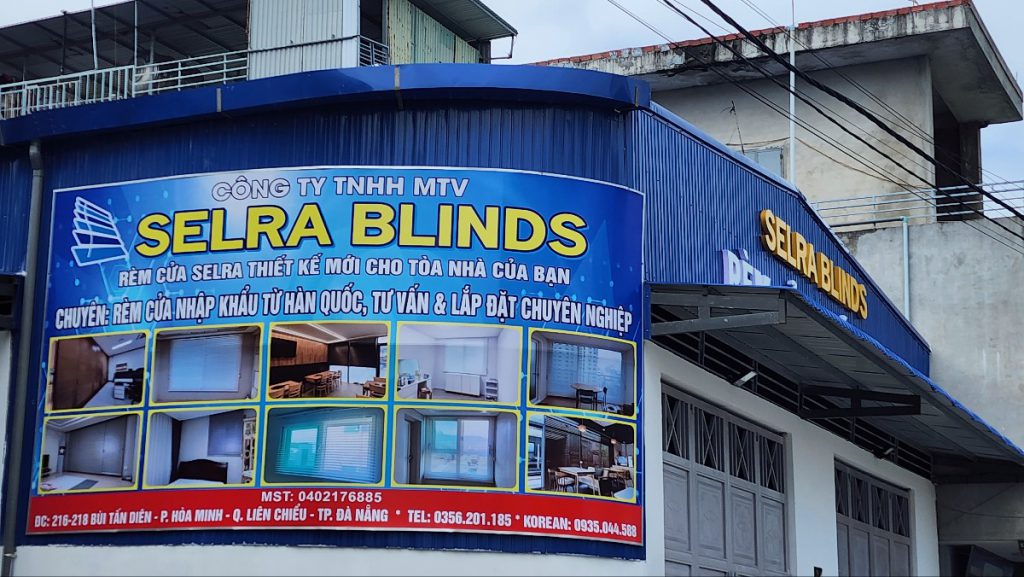 CÔNG TY TNHH MTV
SELRA BLINDS
RÈM CỬA SELRA THIẾT KẾ MỚI CHO TÒA NHÀ CỦA BẠN
CHUYÊN: RÈM CỬA NHẬP KHẨU TỪ HÀN QUỐC, TƯ VẤN & LẮP ĐẶT CHUYÊN NGHIỆP
MST: 0402176885
ĐC: 216-218 BÙI TẤN DIÊN - P. HÒA MINH - Q. LIÊN CHIỂU - TP. ĐÀ NẴNG * TEL: 0356.201.185 * KOREAN: 0935.044.588
SELRA BLINDS
RÈM